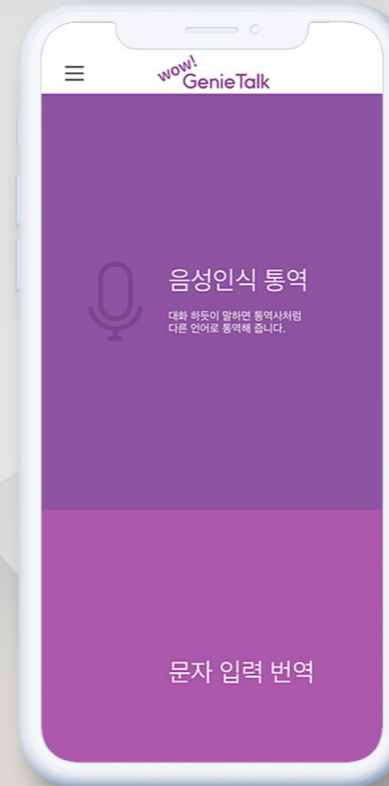 wow!
GenieTalk
음성인식 통역
대화 하듯이 말하면 통역사처럼
다른 언어로 통역해 줍니다.
문자 입력 번역